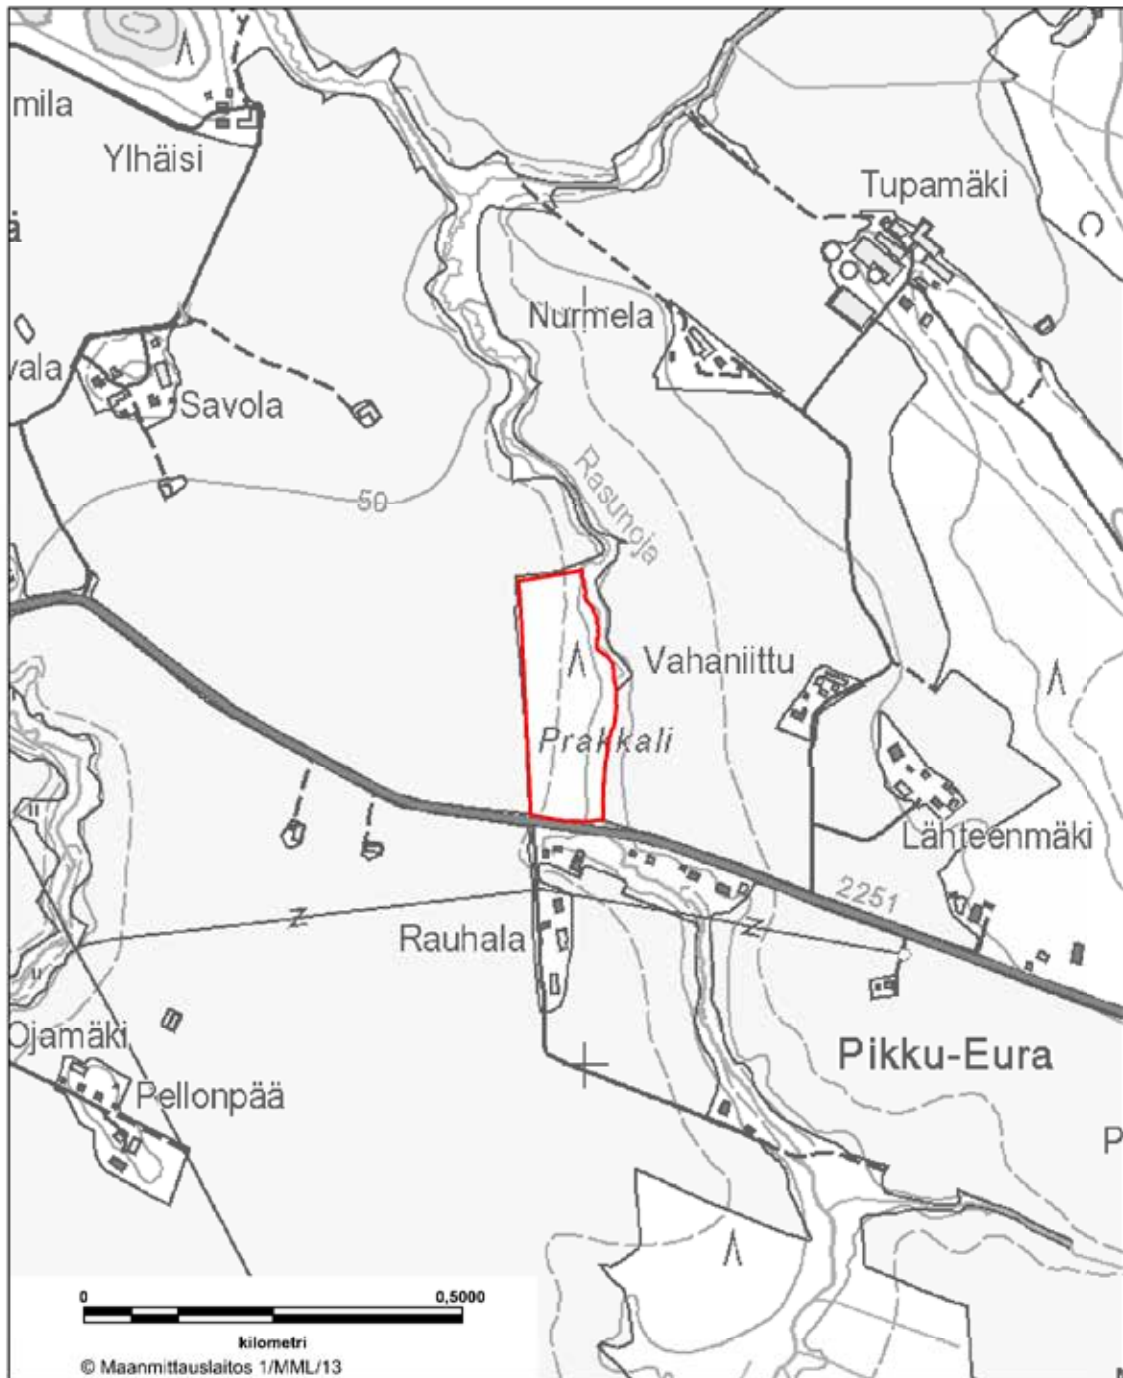 mila
Ylhäisi
ä
Tupamäki
Nurmela
vala
Savola
50
Rasunoja
Vahaniittu
Prakkali
Lähteenmäki
2251
Rauhala
Pikku-Eura
Ojamäki
Pellonpää
P
0 0,5000
kilometri
© Maanmittauslaitos 1/MML/13